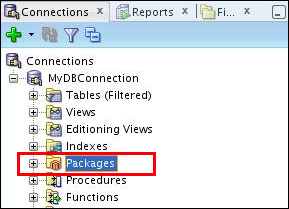 Connections Reports Fi...
Connections
MyDBConnection
Tables (Filtered)
Views
Editioning Views
Indexes
Packages
Procedures
Functions